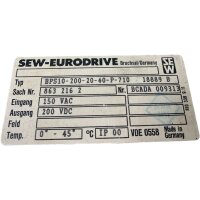 SEW-EURODRIVE Bruchsal/Germany SEW
Typ BPS10-200-20-40-P-710 18889 B
Sach Nr. 863 216 2 Nr. BCADA 009313
Eingang 150 VAC
Ausgang 200 VDC
Feld
Temp. 0° - 45° C IP 00 VDE 0558 Made in Germany